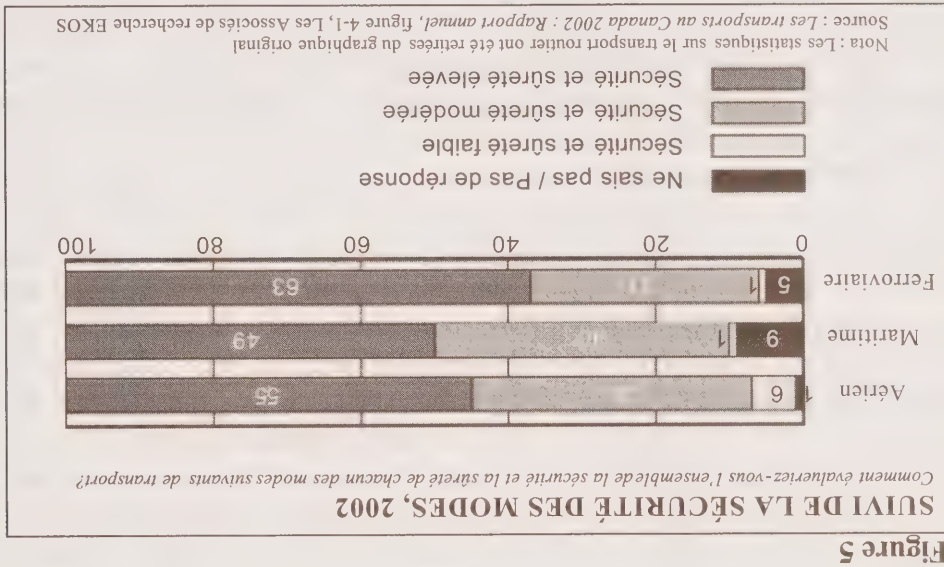 Figure 5
SUIVI DE LA SÉCURITÉ DES MODES, 2002
Comment évalueriez-vous l'ensemble de la sécurité et la sûreté de chacun des modes suivants de transport?
Aérien 1 6 55
Maritime 9 1 49
Ferroviaire 5 1 63
0 20 40 60 80 100
Ne sais pas / Pas de réponse
Sécurité et sûreté faible
Sécurité et sûreté modérée
Sécurité et sûreté élevée
Nota : Les statistiques sur le transport routier ont été retirées du graphique original
Source : Les transports au Canada 2002 : Rapport annuel, figure 4-1, Les Associés de recherche EKOS